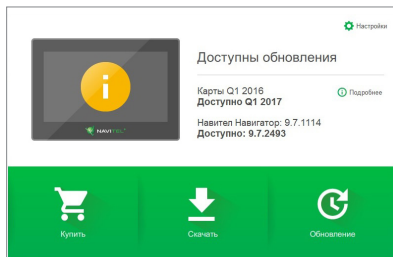 Настройки
Доступны обновления
Карты Q1 2016
Доступно Q1 2017
Подробнее
Навител Навигатор: 9.7.1114
Доступно: 9.7.2493
NAVITEL
Купить
Скачать
Обновление